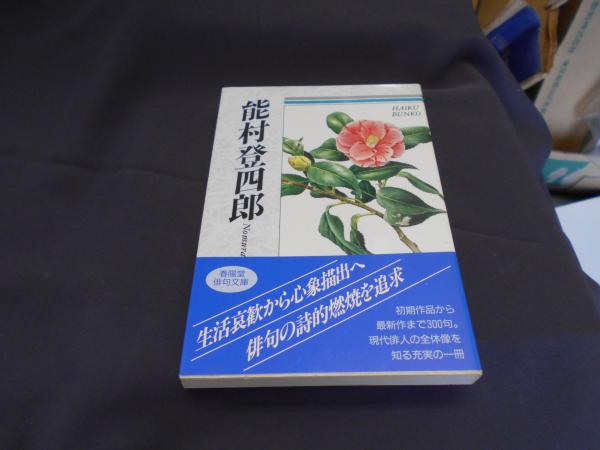 能村登四郎
Nomura
HAIKU
BUNKO
春陽堂
俳句文庫
生活哀歓から心象描出へ
俳句の詩的燃焼を追求
初期作品から
最新作まで300句。
現代俳人の全体像を
知る充実の一冊